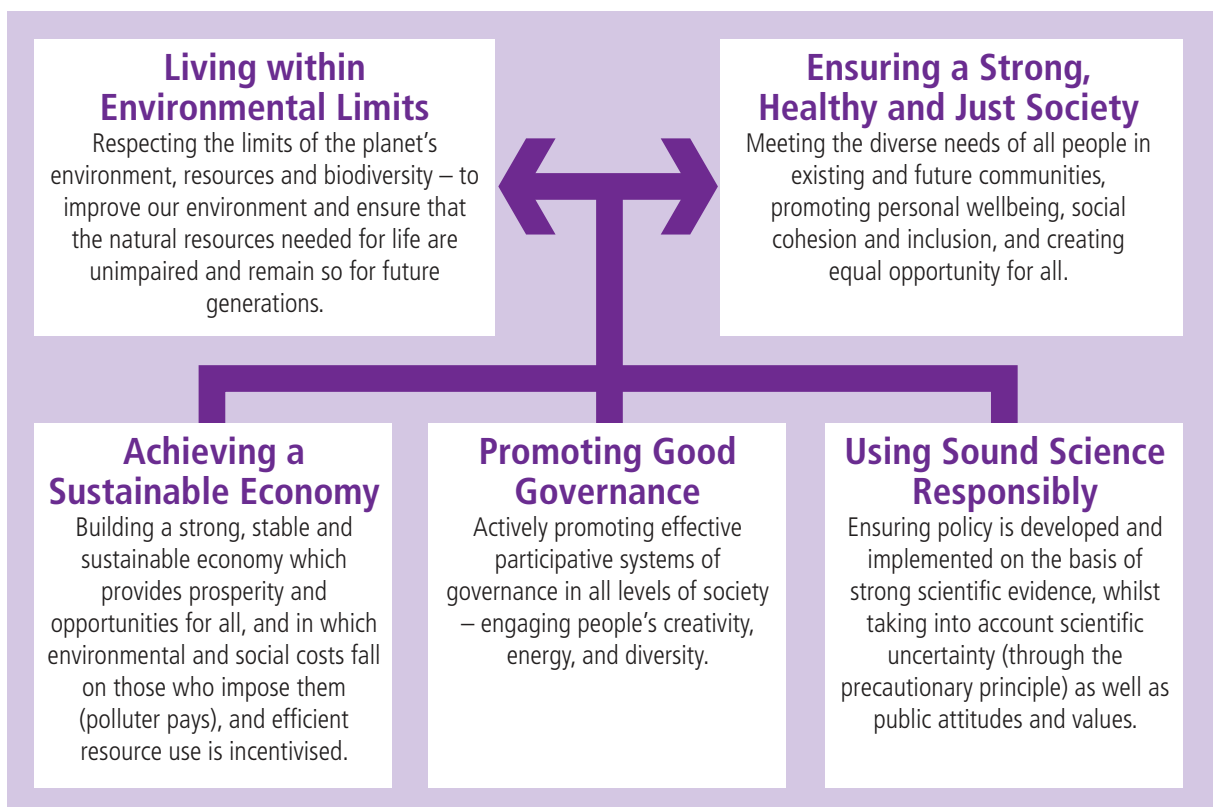 Living within
Environmental Limits
Respecting the limits of the planet’s
environment, resources and biodiversity – to
improve our environment and ensure that
the natural resources needed for life are
unimpaired and remain so for future
generations.
Ensuring a Strong,
Healthy and Just Society
Meeting the diverse needs of all people in
existing and future communities,
promoting personal wellbeing, social
cohesion and inclusion, and creating
equal opportunity for all.
Achieving a
Sustainable Economy
Building a strong, stable and
sustainable economy which
provides prosperity and
opportunities for all, and in which
environmental and social costs fall
on those who impose them
(polluter pays), and efficient
resource use is incentivised.
Promoting Good
Governance
Actively promoting effective
participative systems of
governance in all levels of society
– engaging people’s creativity,
energy, and diversity.
Using Sound Science
Responsibly
Ensuring policy is developed and
implemented on the basis of
strong scientific evidence, whilst
taking into account scientific
uncertainty (through the
precautionary principle) as well as
public attitudes and values.